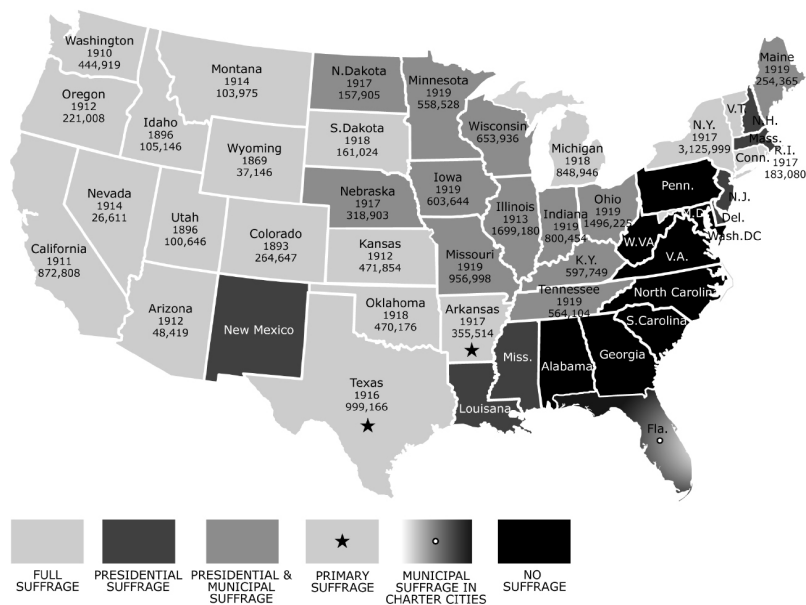 Washington
1910
444,919
Oregon
1912
221,008
Idaho
1896
105,146
Montana
1914
103,975
Wyoming
1869
37,146
Nevada
1914
26,611
Utah
1896
100,646
California
1911
872,808
Colorado
1893
264,647
Arizona
1912
48,419
New Mexico
N.Dakota
1917
157,905
S.Dakota
1918
161,024
Nebraska
1917
318,903
Kansas
1912
471,854
Oklahoma
1918
470,176
Texas
1916
999,166
Minnesota
1919
558,528
Iowa
1919
603,644
Missouri
1919
956,998
Arkansas
1917
355,514
Lousiana
Wisconsin
653,936
Illinois
1913
1699,180
Michigan
1918
848,946
Indiana
1919
800,454
Ohio
1919
1496,225
K.Y.
597,749
Tennessee
1919
564,104
Miss.
Alabama
Georgia
Fla.
S.Carolina
North Carolin
V.A.
W.VA
Penn.
N.Y.
1917
3,125,999
V.T.
N.H.
Maine
1919
254,365
Mass.
R.I.
1917
183,080
Conn.
N.J.
Del.
Wash.DC
FULL
SUFFRAGE
PRESIDENTIAL
SUFFRAGE
PRESIDENTIAL &
MUNICIPAL
SUFFRAGE
PRIMARY
SUFFRAGE
MUNICIPAL
SUFFRAGE IN
CHARTER CITIES
NO
SUFFRAGE